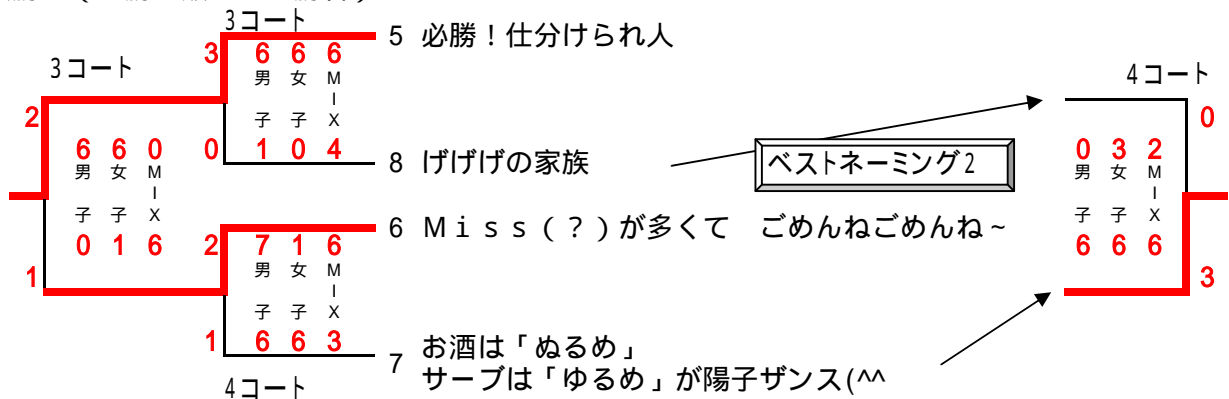 3コート
5 必勝！仕分けられ人
3 6 6 6
男子 女子 MIX
0 1 0 4
8 げげげの家族
3コート
2
6 6 0
男子 女子 MIX
0 1 6
1
2 7 1 6
6 Ｍｉｓｓ（？）が多くて　ごめんねごめんね～
男子 女子 MIX
1 6 6 3
7 お酒は「ぬるめ」
サーブは「ゆるめ」が陽子ザンス(^^
4コート
ベストネーミング2
4コート
0
0 3 2
男子 女子 MIX
6 6 6
3